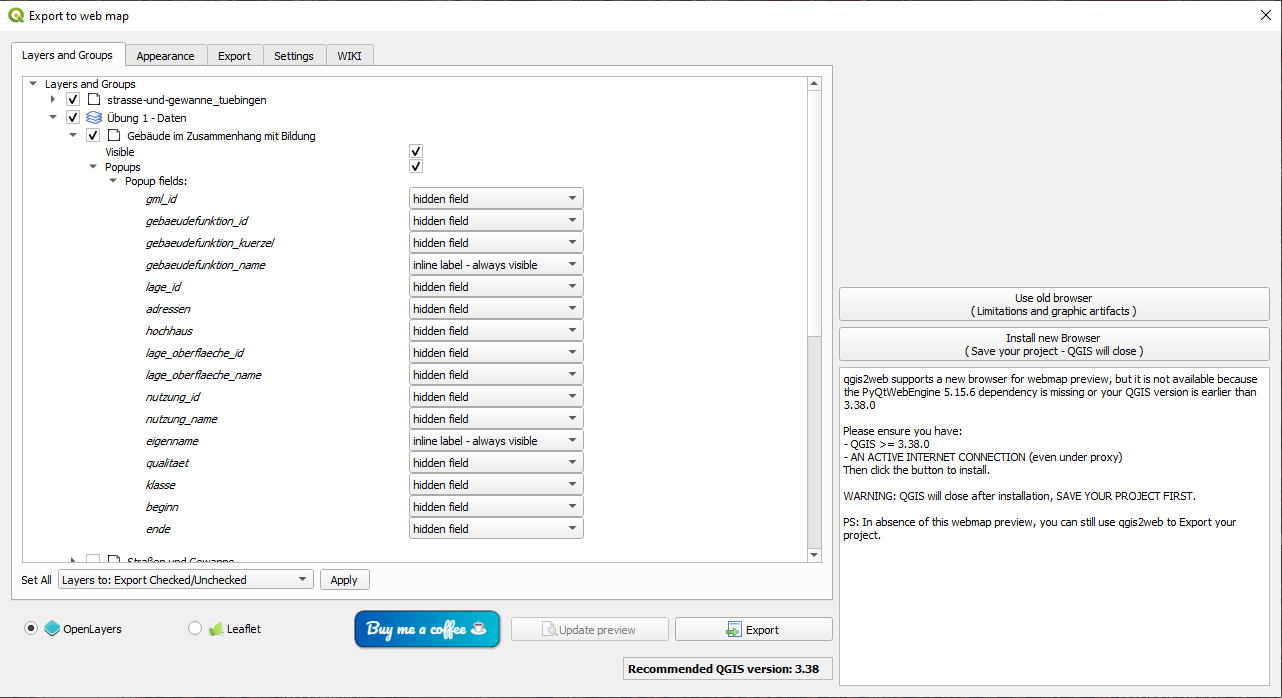 Export to web map
Layers and Groups
Appearance
Export
Settings
WIKI
Layers and Groups
strasse-und-gewanne_tuebingen
Übung 1 - Daten
Gebäude im Zusammenhang mit Bildung
Visible
Popups
Popup fields:
gml_id hidden field
gebaeudefunktion_id hidden field
gebaeudefunktion_kuerzel hidden field
gebaeudefunktion_name inline label - always visible
lage_id hidden field
adressen hidden field
hochhaus hidden field
lage_oberflaeche_id hidden field
lage_oberflaeche_name hidden field
nutzung_id hidden field
nutzung_name hidden field
eigenname inline label - always visible
qualitaet hidden field
klasse hidden field
beginn hidden field
ende hidden field
Straßen und Gewanne
Set All Layers to: Export Checked/Unchecked Apply
OpenLayers
Leaflet
Buy me a coffee
Update preview
Export
Recommended QGIS version: 3.38
Use old browser
( Limitations and graphic artifacts )
Install new Browser
( Save your project - QGIS will close )
qgis2web supports a new browser for webmap preview, but it is not available because
the PyQtWebEngine 5.15.6 dependency is missing or your QGIS version is earlier than
3.38.0
Please ensure you have:
- QGIS >= 3.38.0
- AN ACTIVE INTERNET CONNECTION (even under proxy)
Then click the button to install.
WARNING: QGIS will close after installation, SAVE YOUR PROJECT FIRST.
PS: In absence of this webmap preview, you can still use qgis2web to Export your
project.